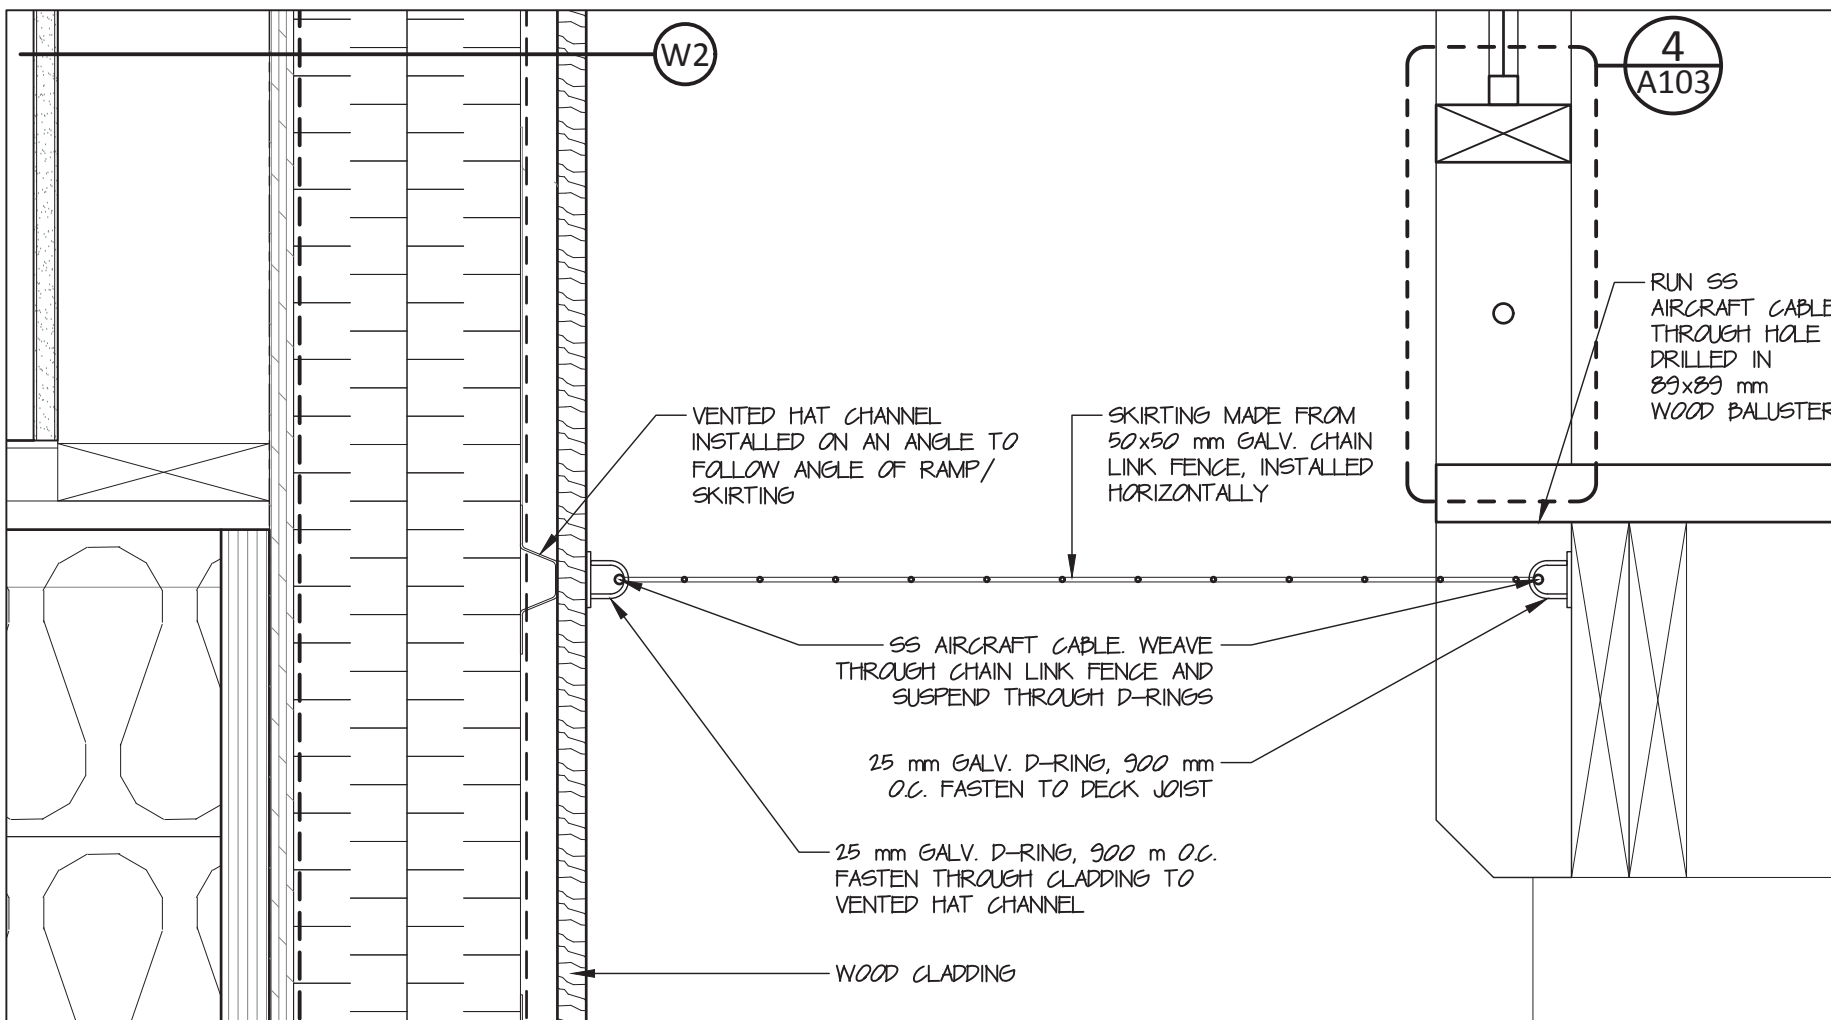 W2
4
A103
RUN SS
AIRCRAFT CABLE
THROUGH HOLE
DRILLED IN
89x89 mm
WOOD BALUSTER
VENTED HAT CHANNEL
INSTALLED ON AN ANGLE TO
FOLLOW ANGLE OF RAMP/
SKIRTING
SKIRTING MADE FROM
50x50 mm GALV. CHAIN
LINK FENCE, INSTALLED
HORIZONTALLY
SS AIRCRAFT CABLE. WEAVE
THROUGH CHAIN LINK FENCE AND
SUSPEND THROUGH D-RINGS
25 mm GALV. D-RING, 900 mm
O.C. FASTEN TO DECK JOIST
25 mm GALV. D-RING, 900 m O.C.
FASTEN THROUGH CLADDING TO
VENTED HAT CHANNEL
WOOD CLADDING